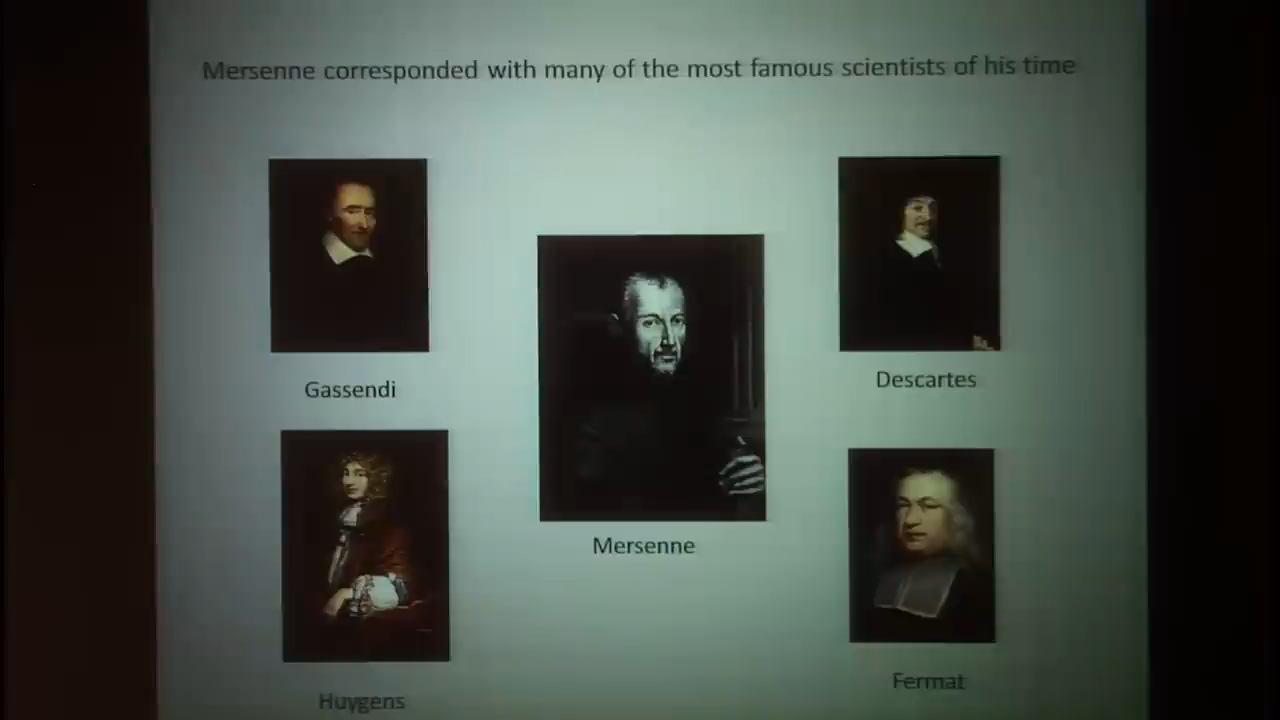 Mersenne corresponded with many of the most famous scientists of his time
Gassendi
Descartes
Mersenne
Huygens
Fermat